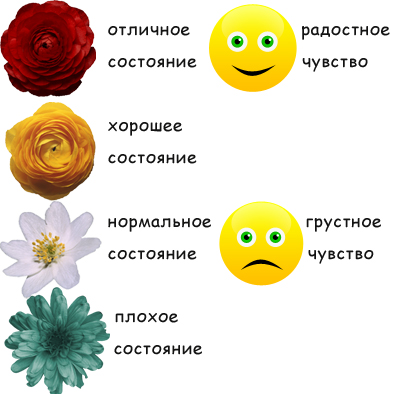 отличное
состояние
радостное
чувство
хорошее
состояние
нормальное
состояние
грустное
чувство
плохое
состояние